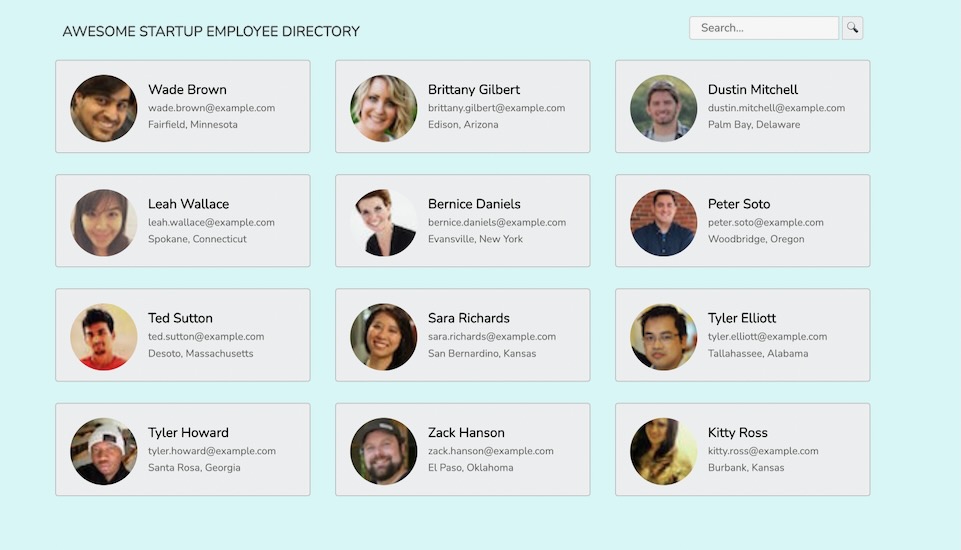 AWESOME STARTUP EMPLOYEE DIRECTORY
Search...
Wade Brown
wade.brown@example.com
Fairfield, Minnesota
Brittany Gilbert
brittany.gilbert@example.com
Edison, Arizona
Dustin Mitchell
dustin.mitchell@example.com
Palm Bay, Delaware
Leah Wallace
leah.wallace@example.com
Spokane, Connecticut
Bernice Daniels
bernice.daniels@example.com
Evansville, New York
Peter Soto
peter.soto@example.com
Woodbridge, Oregon
Ted Sutton
ted.sutton@example.com
Desoto, Massachusetts
Sara Richards
sara.richards@example.com
San Bernardino, Kansas
Tyler Elliott
tyler.elliott@example.com
Tallahassee, Alabama
Tyler Howard
tyler.howard@example.com
Santa Rosa, Georgia
Zack Hanson
zack.hanson@example.com
El Paso, Oklahoma
Kitty Ross
kitty.ross@example.com
Burbank, Kansas